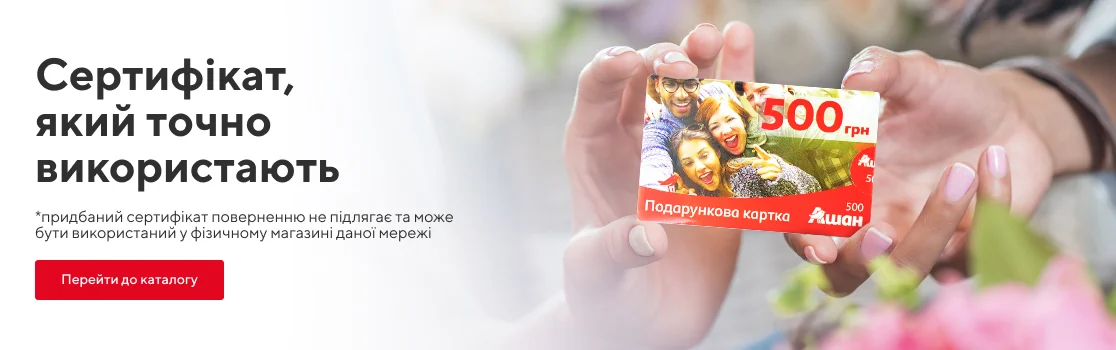 Сертифікат,
який точно
використають
*придбаний сертифікат поверненню не підлягає та може
бути використаний у фізичному магазині даної мережі
Перейти до каталогу
500 грн
Подарункова картка
500
Ашан